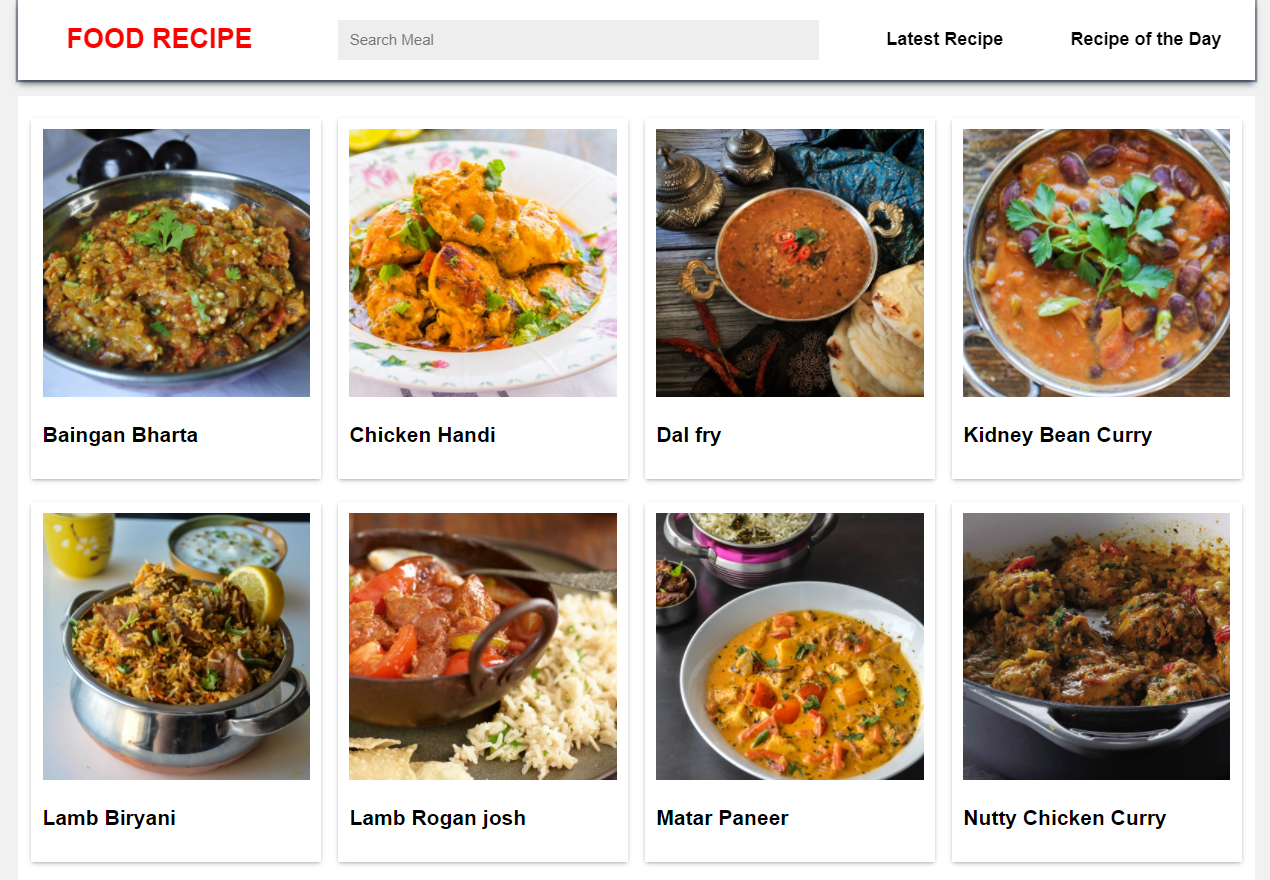 FOOD RECIPE
Search Meal
Latest Recipe
Recipe of the Day
Baingan Bharta
Chicken Handi
Dal fry
Kidney Bean Curry
Lamb Biryani
Lamb Rogan josh
Matar Paneer
Nutty Chicken Curry